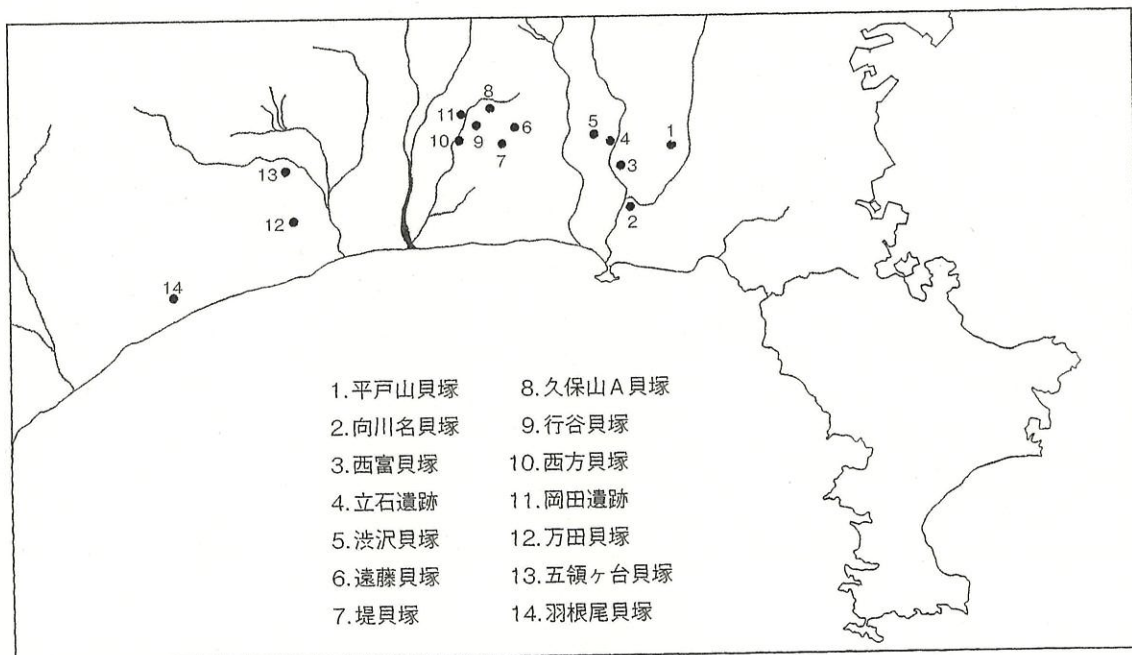 8
11
5
6
4
1
9
10
7
3
13
2
12
14
1.平戸山貝塚
2.向川名貝塚
3.西富貝塚
4.立石遺跡
5.渋沢貝塚
6.遠藤貝塚
7.堤貝塚
8.久保山A貝塚
9.行谷貝塚
10.西方貝塚
11.岡田遺跡
12.万田貝塚
13.五領ヶ台貝塚
14.羽根尾貝塚